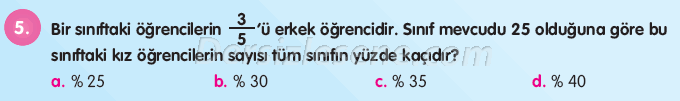 5. Bir sınıftaki öğrencilerin 3/5 'ü erkek öğrencidir. Sınıf mevcudu 25 olduğuna göre bu
sınıftaki kız öğrencilerin sayısı tüm sınıfın yüzde kaçıdır?
a. % 25 b. % 30 c. % 35 d. % 40